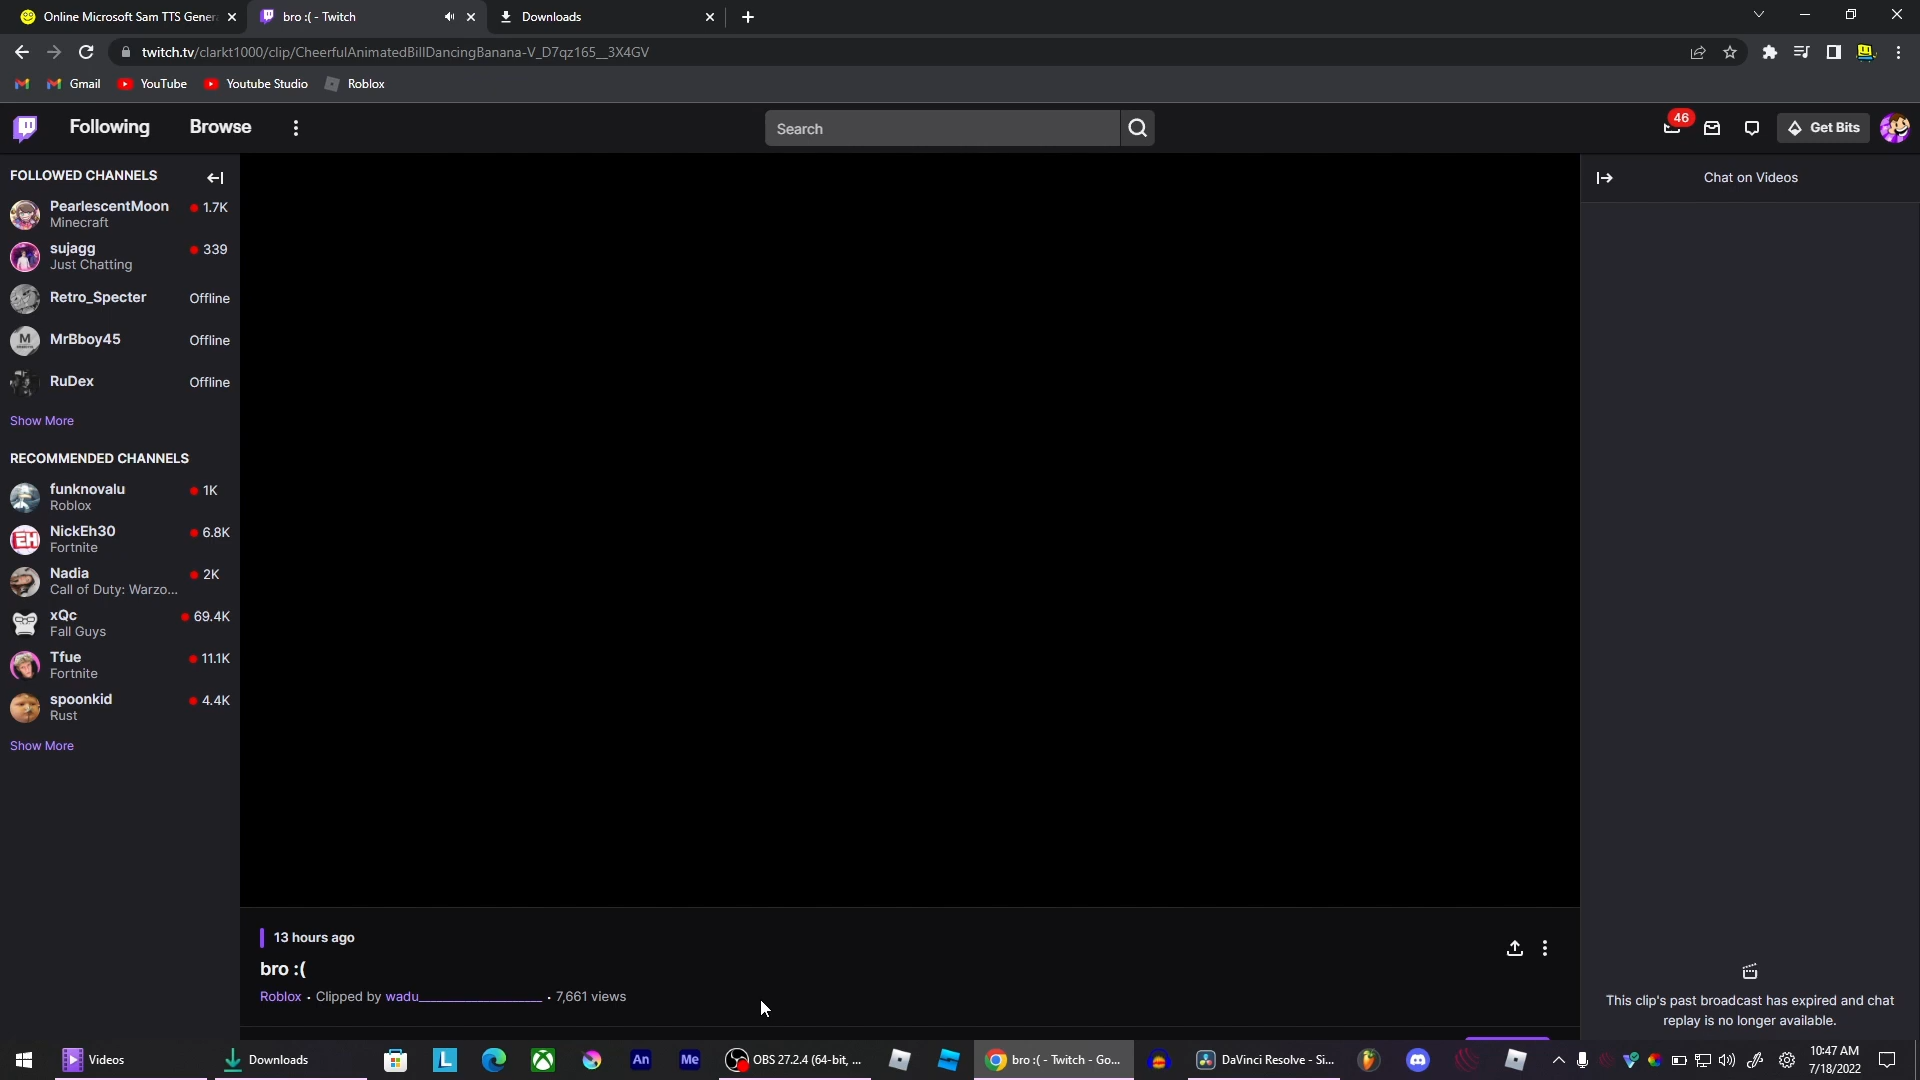 Online Microsoft Sam TTS Gener
bro :( - Twitch
Downloads
twitch.tv/clarkt1000/clip/CheerfulAnimatedBillDancingBanana-V_D7qz165__3X4GV
Gmail
YouTube
Youtube Studio
Roblox
Following
Browse
Search
46
Get Bits
FOLLOWED CHANNELS
PearlescentMoon
1.7K
Minecraft
sujagg
339
Just Chatting
Retro_Specter
Offline
MrBboy45
Offline
RuDex
Offline
Show More
RECOMMENDED CHANNELS
funknovalu
1K
Roblox
NickEh30
6.8K
Fortnite
Nadia
2K
Call of Duty: Warzo...
xQc
69.4K
Fall Guys
Tfue
11.1K
Fortnite
spoonkid
4.4K
Rust
Show More
Chat on Videos
13 hours ago
bro :(
Roblox • Clipped by wadu____________________ • 7,661 views
This clip's past broadcast has expired and chat
replay is no longer available.
Videos
Downloads
L
An
Me
OBS 27.2.4 (64-bit, ...
bro :( - Twitch - Go...
DaVinci Resolve - Si...
10:47 AM
7/18/2022